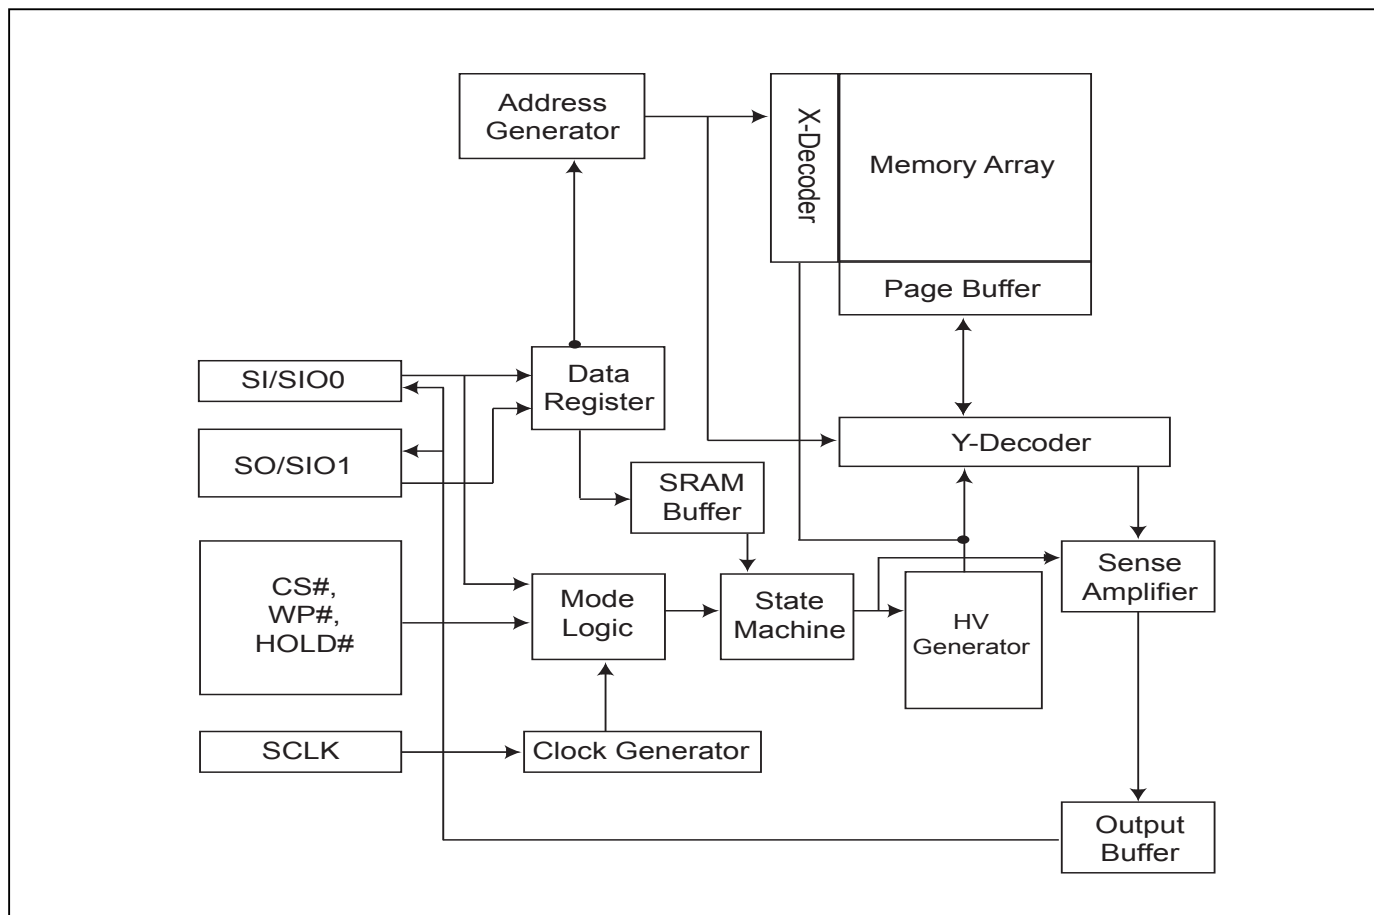 Address
Generator
X-Decoder
Memory Array
Page Buffer
SI/SIO0
Data
Register
SO/SIO1
Y-Decoder
SRAM
Buffer
CS#,
WP#,
HOLD#
Mode
Logic
State
Machine
HV
Generator
Sense
Amplifier
SCLK
Clock Generator
Output
Buffer